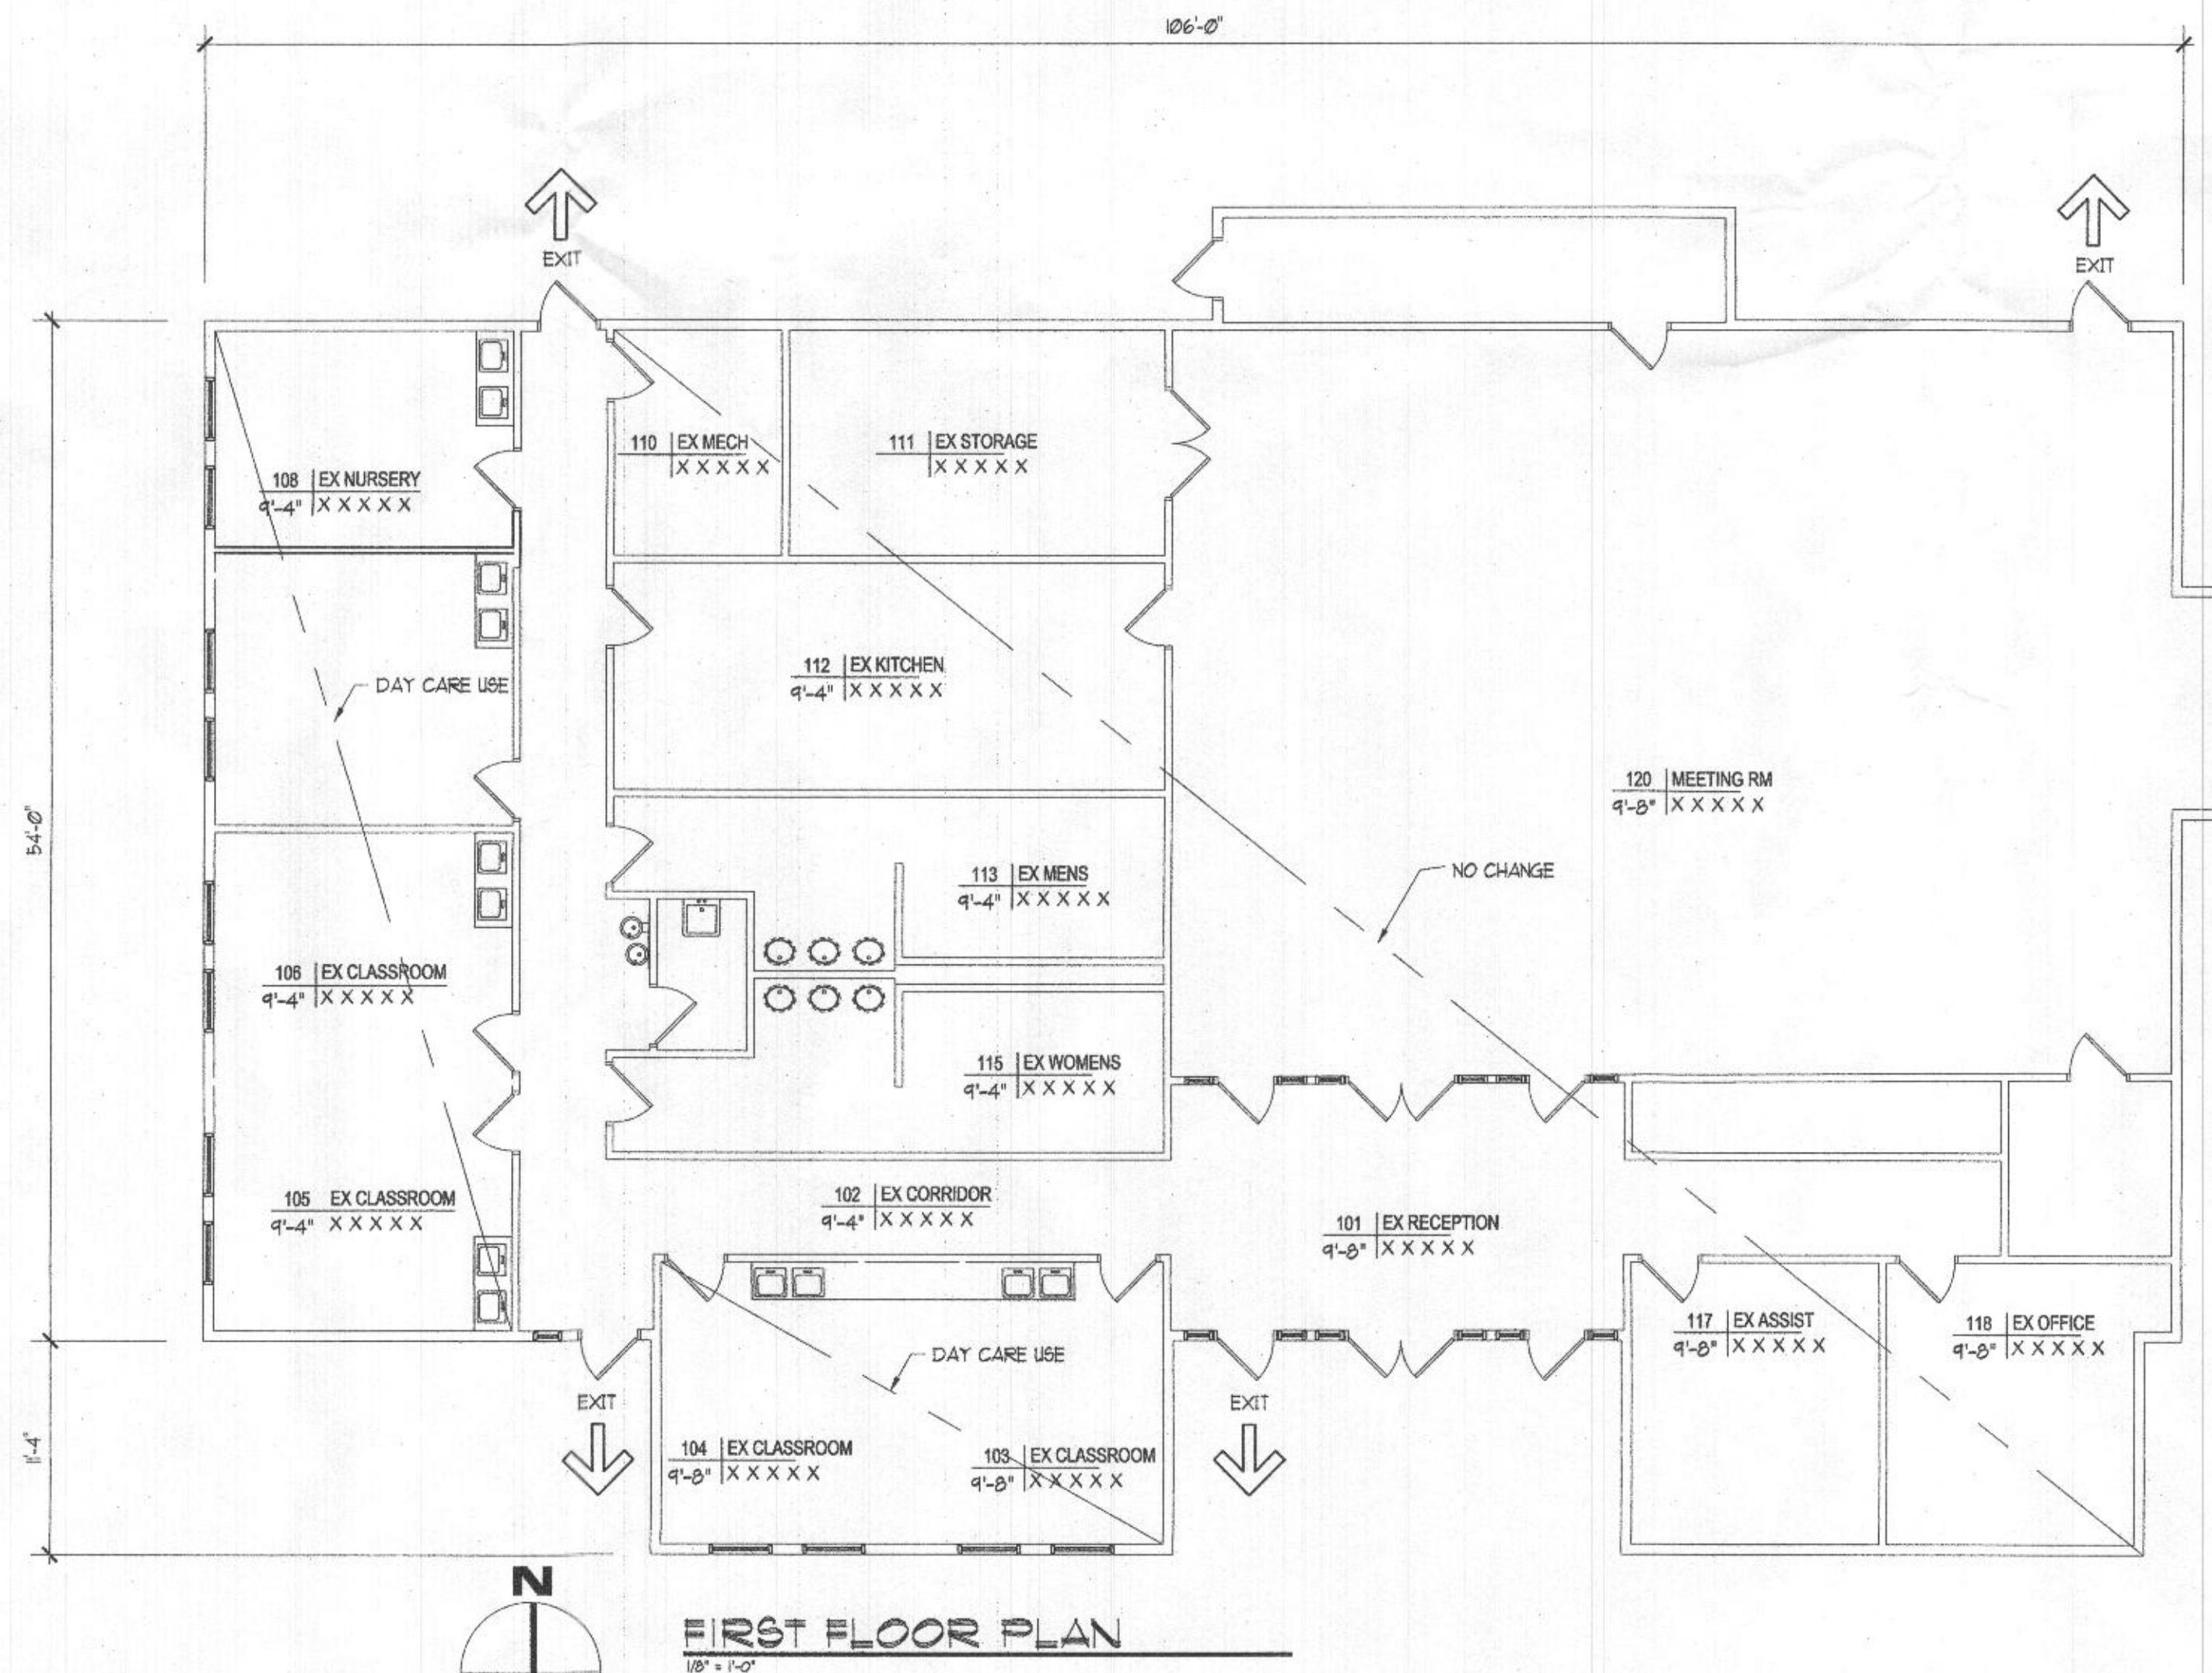 106'-0"
EXIT
EXIT
110 EX MECH
XXXXX
111 EX STORAGE
XXXXX
108 EX NURSERY
9'-4" XXXXX
112 EX KITCHEN
9'-4" XXXXX
DAY CARE USE
120 MEETING RM
9'-8" XXXXX
54'-0"
113 EX MENS
9'-4" XXXXX
NO CHANGE
106 EX CLASSROOM
9'-4" XXXXX
115 EX WOMENS
9'-4" XXXXX
105 EX CLASSROOM
9'-4" XXXXX
102 EX CORRIDOR
9'-4" XXXXX
101 EX RECEPTION
9'-8" XXXXX
117 EX ASSIST
9'-8" XXXXX
118 EX OFFICE
9'-8" XXXXX
DAY CARE USE
EXIT
EXIT
11'-4"
104 EX CLASSROOM
9'-8" XXXXX
103 EX CLASSROOM
9'-8" XXXXX
N
FIRST FLOOR PLAN
1/8" = 1'-0"